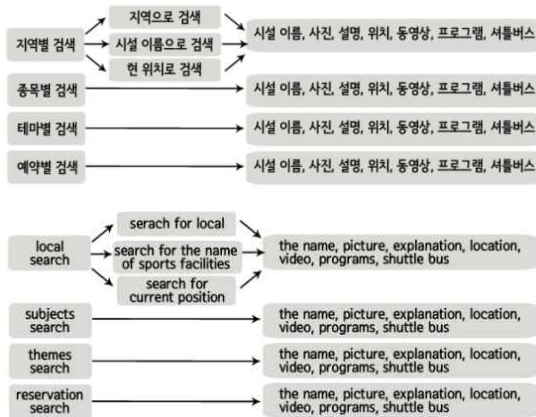 지역으로 검색
지역별 검색
시설 이름으로 검색
시설 이름, 사진, 설명, 위치, 동영상, 프로그램, 셔틀버스
현 위치로 검색
종목별 검색
시설 이름, 사진, 설명, 위치, 동영상, 프로그램, 셔틀버스
테마별 검색
시설 이름, 사진, 설명, 위치, 동영상, 프로그램, 셔틀버스
예약별 검색
시설 이름, 사진, 설명, 위치, 동영상, 프로그램, 셔틀버스
serach for local
local
search
search for the name
of sports facilities
the name, picture, explanation, location,
video, programs, shuttle bus
search for
current position
subjects
search
the name, picture, explanation, location,
video, programs, shuttle bus
themes
search
the name, picture, explanation, location,
video, programs, shuttle bus
reservation
search
the name, picture, explanation, location,
video, programs, shuttle bus